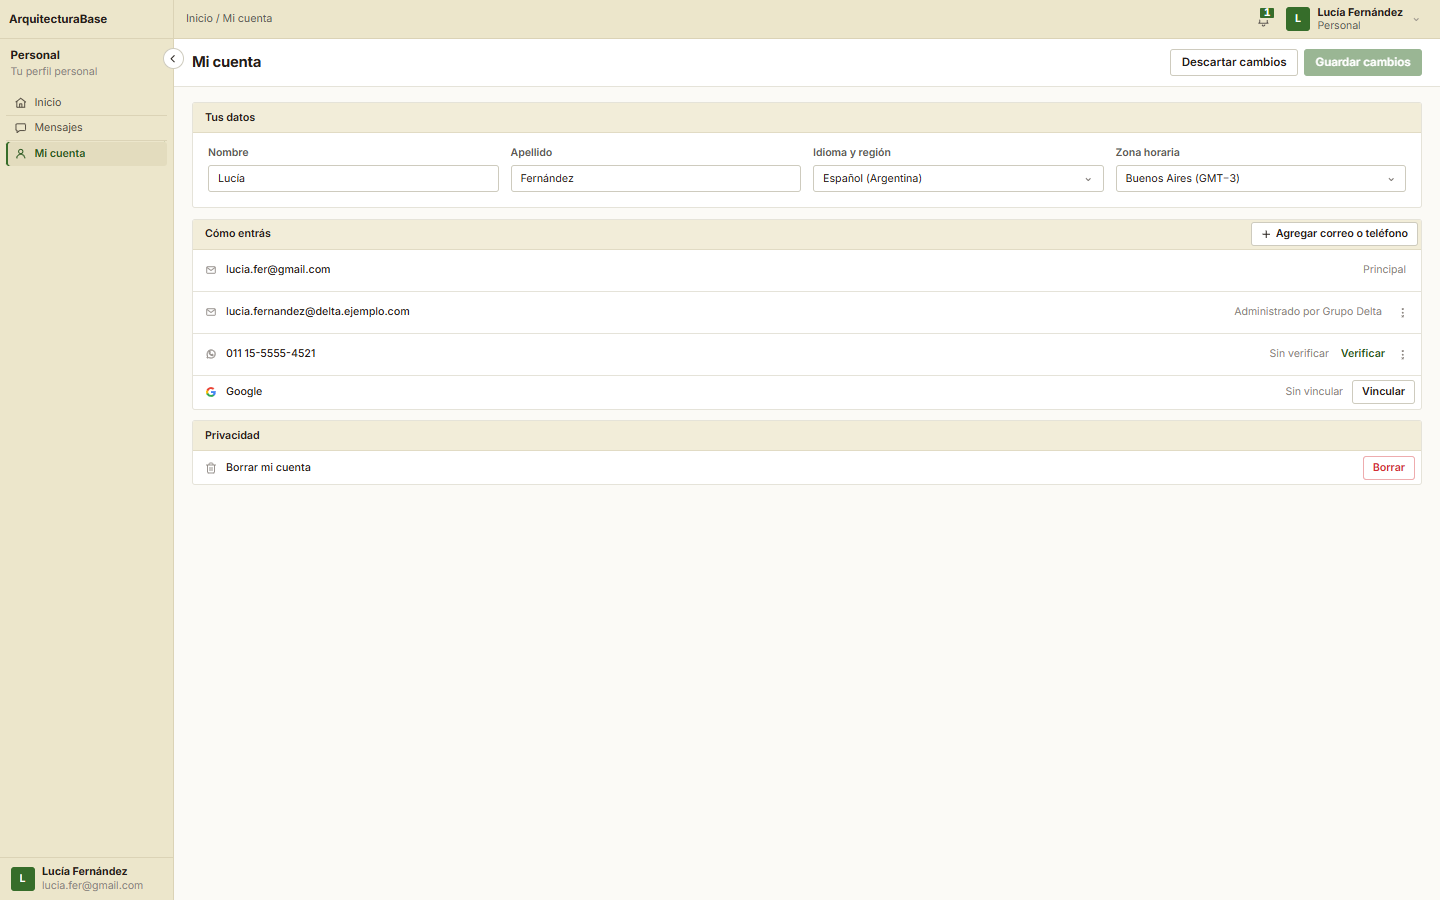 ArquitecturaBase
Inicio / Mi cuenta
1
L
Lucía Fernández
Personal
Personal
Tu perfil personal
Inicio
Mensajes
Mi cuenta
Mi cuenta
Descartar cambios
Guardar cambios
Tus datos
Nombre
Apellido
Idioma y región
Zona horaria
Lucía
Fernández
Español (Argentina)
Buenos Aires (GMT−3)
Cómo entrás
+ Agregar correo o teléfono
lucia.fer@gmail.com
Principal
lucia.fernandez@delta.ejemplo.com
Administrado por Grupo Delta
011 15-5555-4521
Sin verificar
Verificar
Google
Sin vincular
Vincular
Privacidad
Borrar mi cuenta
Borrar
L
Lucía Fernández
lucia.fer@gmail.com